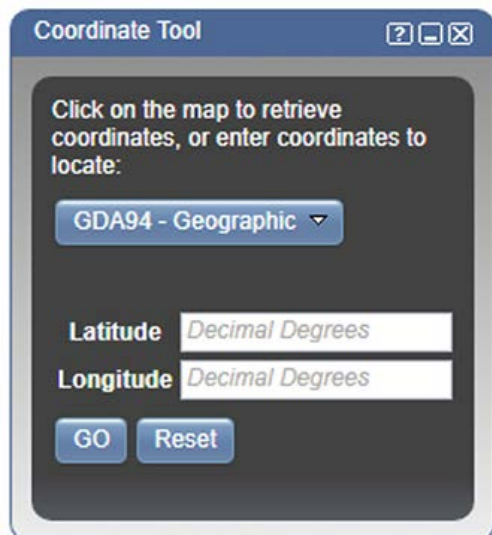 Coordinate Tool
Click on the map to retrieve
coordinates, or enter coordinates to
locate:
GDA94 - Geographic
Latitude Decimal Degrees
Longitude Decimal Degrees
GO Reset